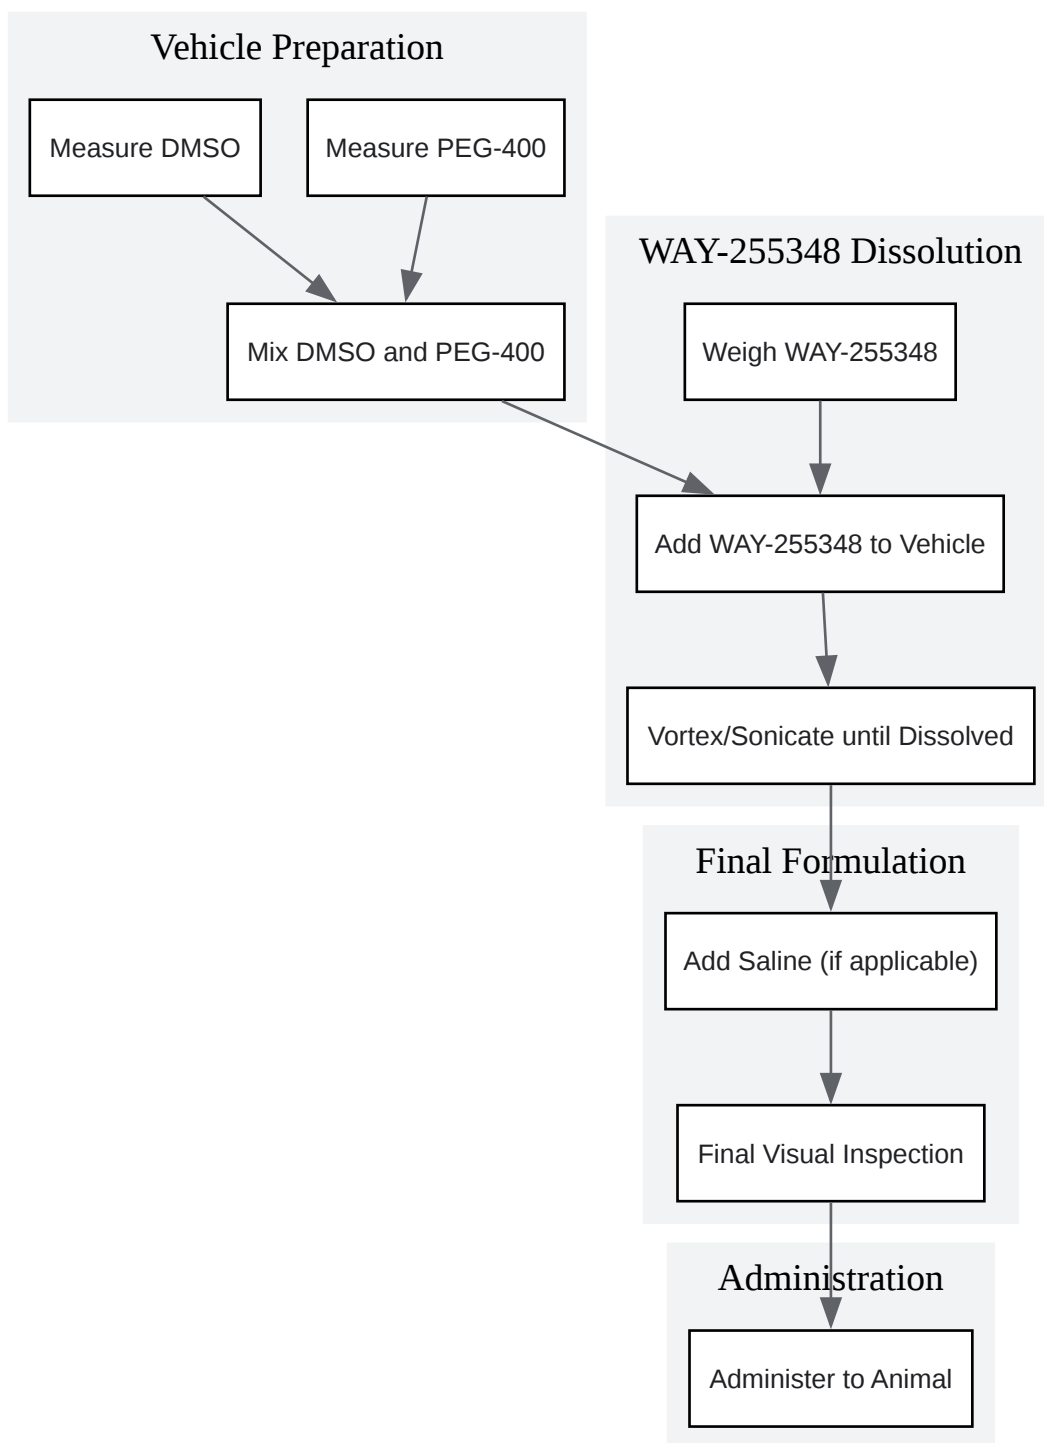 Vehicle Preparation
Measure DMSO
Measure PEG-400
Mix DMSO and PEG-400
WAY-255348 Dissolution
Weigh WAY-255348
Add WAY-255348 to Vehicle
Vortex/Sonicate until Dissolved
Final Formulation
Add Saline (if applicable)
Final Visual Inspection
Administration
Administer to Animal